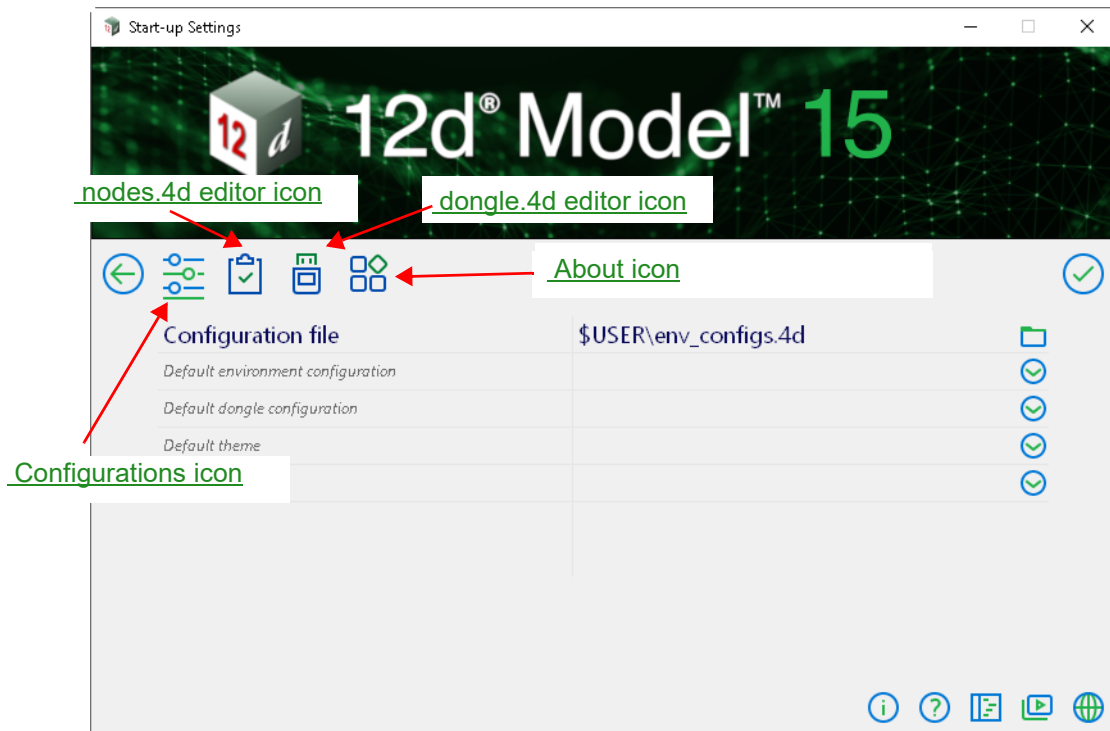 Start-up Settings
12 d 12d® Model™ 15
nodes.4d editor icon
dongle.4d editor icon
About icon
Configuration file $USER\env_configs.4d
Default environment configuration
Default dongle configuration
Default theme
Configurations icon